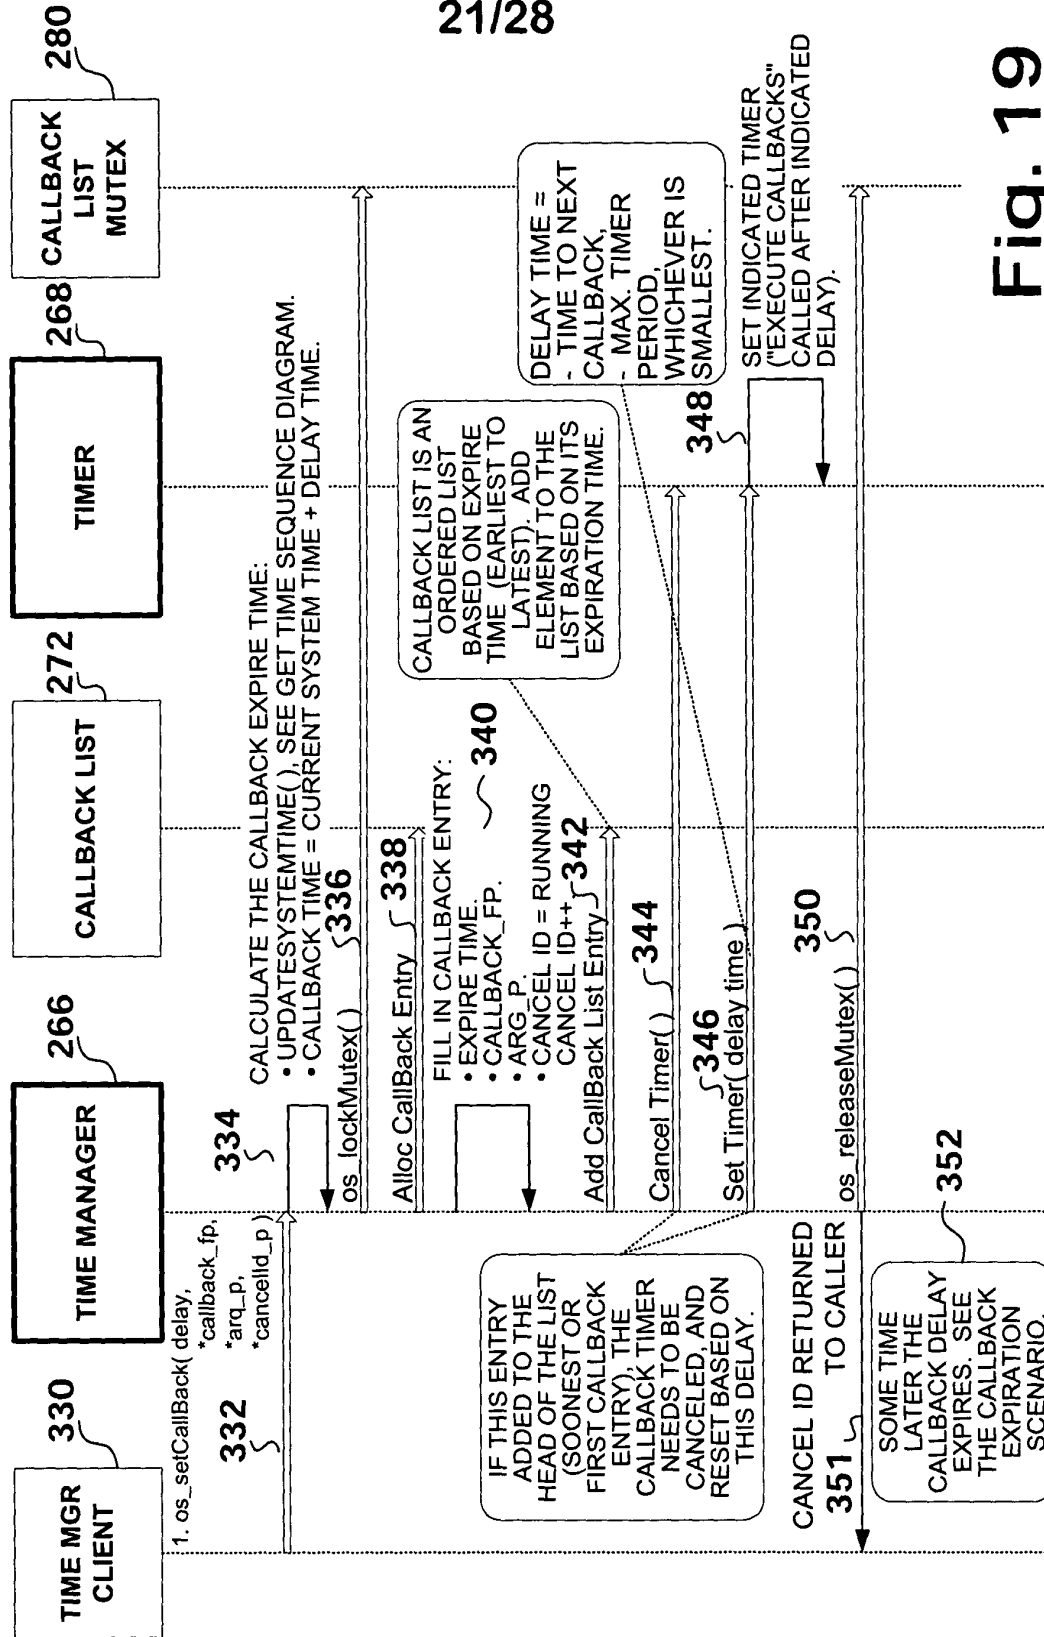 21/28
TIME MGR
CLIENT
330
TIME MANAGER
266
CALLBACK LIST
272
TIMER
268
CALLBACK
LIST
MUTEX
280
1. os_setCallBack( delay,
*callback_fp,
*arq_p,
*cancelId_p )
332
334
CALCULATE THE CALLBACK EXPIRE TIME:
• UPDATESYSTEMTIME( ), SEE GET TIME SEQUENCE DIAGRAM.
• CALLBACK TIME = CURRENT SYSTEM TIME + DELAY TIME.
os_lockMutex( )
336
Alloc CallBack Entry
338
FILL IN CALLBACK ENTRY:
• EXPIRE TIME.
• CALLBACK_FP.
• ARG_P.
• CANCEL ID = RUNNING
CANCEL ID++
340
CALLBACK LIST IS AN
ORDERED LIST
BASED ON EXPIRE
TIME (EARLIEST TO
LATEST). ADD
ELEMENT TO THE
LIST BASED ON ITS
EXPIRATION TIME.
Add CallBack List Entry
342
IF THIS ENTRY
ADDED TO THE
HEAD OF THE LIST
(SOONEST OR
FIRST CALLBACK
ENTRY), THE
CALLBACK TIMER
NEEDS TO BE
CANCELED, AND
RESET BASED ON
THIS DELAY.
Cancel Timer( )
344
346
Set Timer( delay time )
DELAY TIME =
- TIME TO NEXT
CALLBACK,
- MAX. TIMER
PERIOD,
WHICHEVER IS
SMALLEST.
348
SET INDICATED TIMER
("EXECUTE CALLBACKS"
CALLED AFTER INDICATED
DELAY).
os_releaseMutex( )
350
CANCEL ID RETURNED
TO CALLER
351
SOME TIME
LATER THE
CALLBACK DELAY
EXPIRES. SEE
THE CALLBACK
EXPIRATION
SCENARIO.
352
Fig. 19